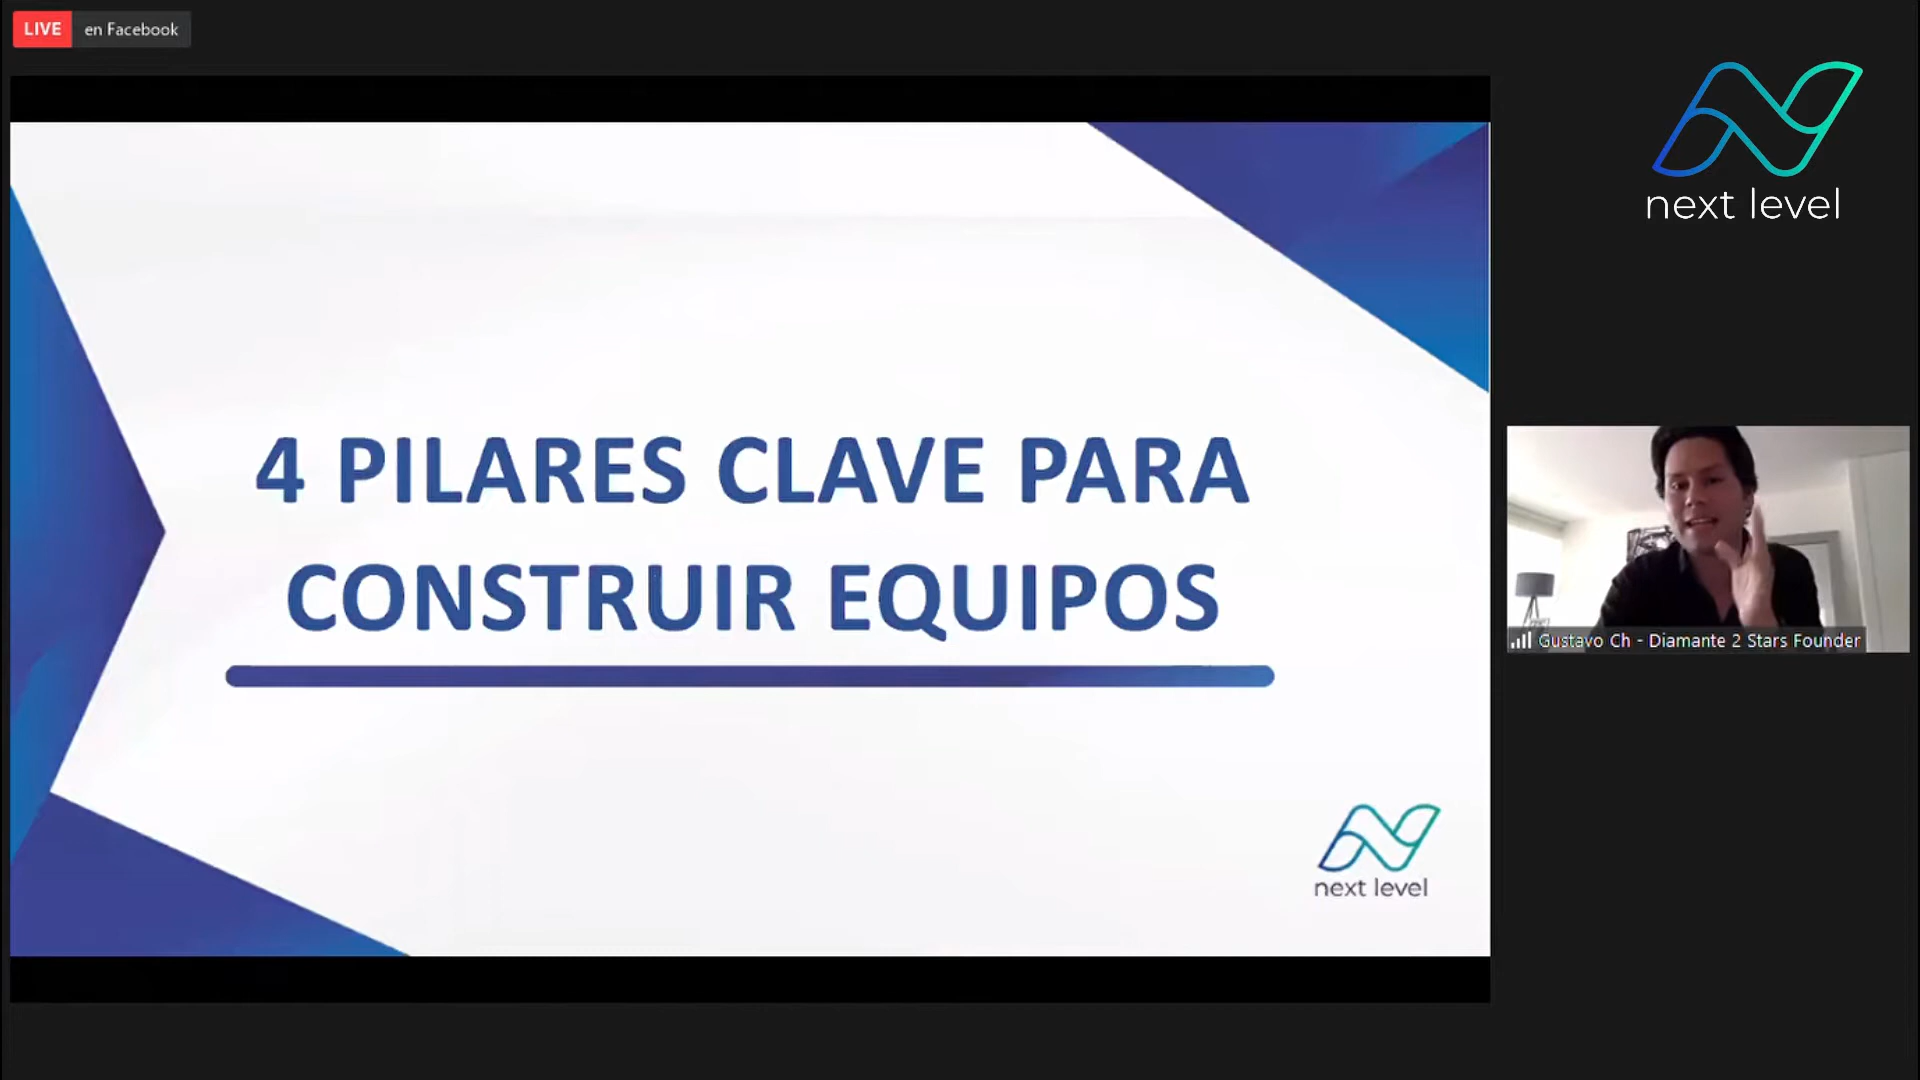 LIVE en Facebook
next level
4 PILARES CLAVE PARA
CONSTRUIR EQUIPOS
Gustavo Ch - Diamante 2 Stars Founder
next level